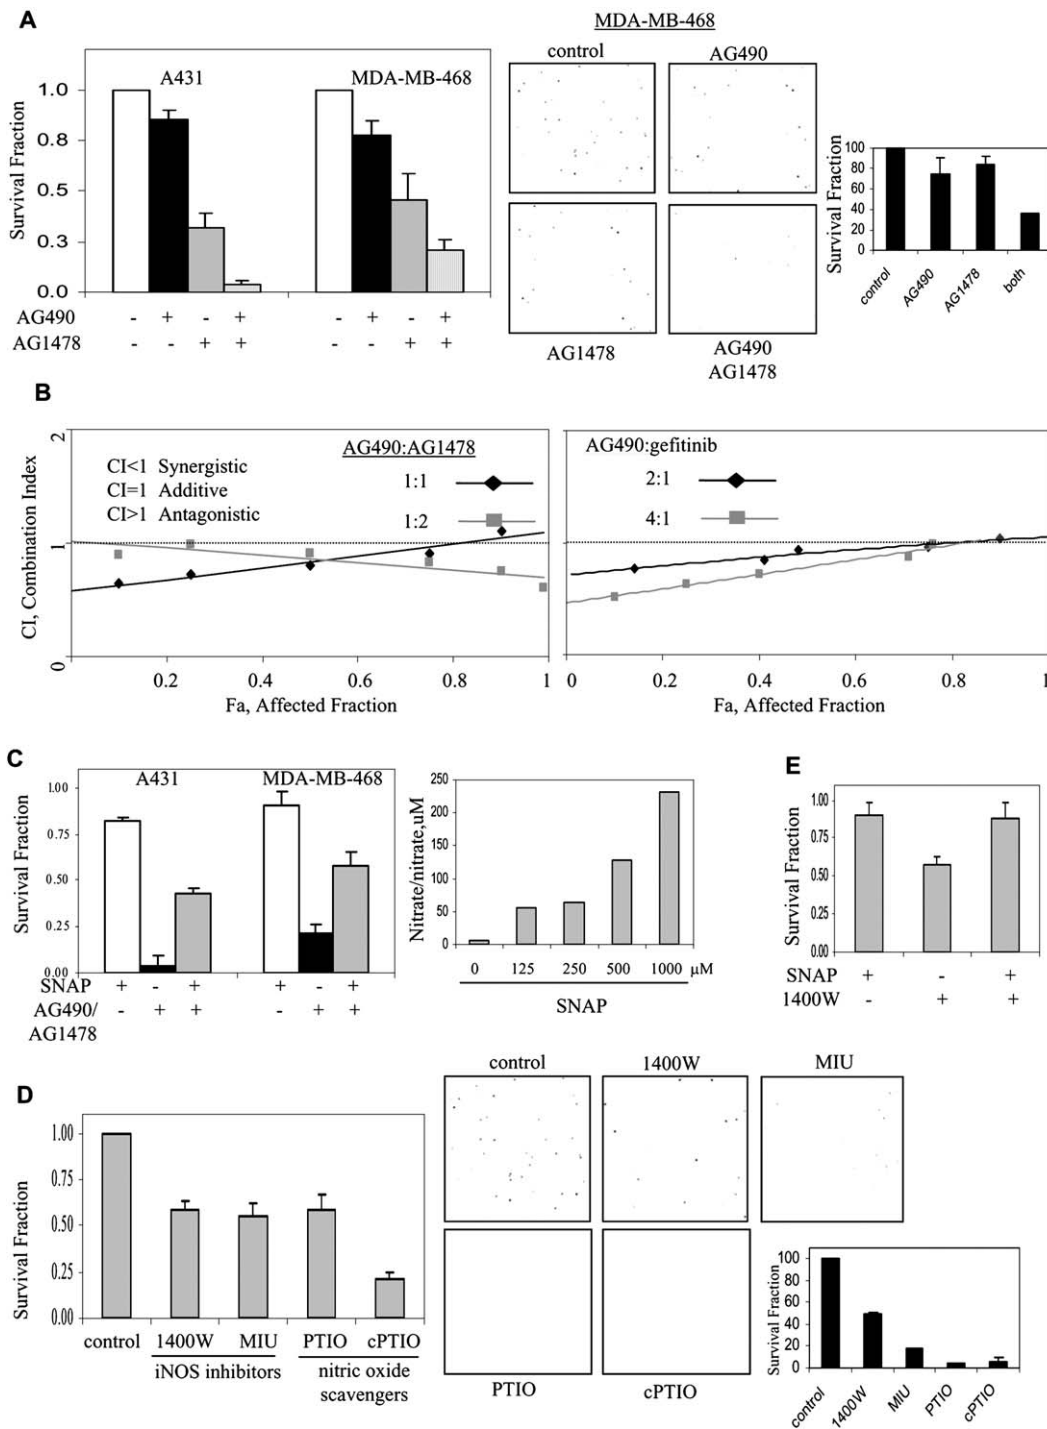 A
MDA-MB-468
control
AG490
A431
MDA-MB-468
Survival Fraction
1.0
0.8
0.5
0.3
0.0
AG490 - + - + - + - +
AG1478 - - + + - - + +
AG1478
AG490
AG1478
Survival Fraction
100
80
60
40
20
0
control
AG490
AG1478
both
B
CI, Combination Index
2
1
0
CI<1 Synergistic
CI=1 Additive
CI>1 Antagonistic
AG490:AG1478
1:1
1:2
0.2 0.4 0.6 0.8 1
Fa, Affected Fraction
AG490:gefitinib
2:1
4:1
0 0.2 0.4 0.6 0.8 1
Fa, Affected Fraction
C
A431
MDA-MB-468
Survival Fraction
1.00
0.75
0.50
0.25
0.00
SNAP + - + + - +
AG490/ - + + - + +
AG1478
Nitrate/nitrate,uM
250
200
150
100
50
0
0 125 250 500 1000 µM
SNAP
E
Survival Fraction
1.00
0.75
0.50
0.25
0.00
SNAP + - +
1400W - + +
D
Survival Fraction
1.00
0.75
0.50
0.25
0.00
control 1400W MIU PTIO cPTIO
iNOS inhibitors
nitric oxide
scavengers
control
1400W
MIU
PTIO
cPTIO
Survival Fraction
100
80
60
40
20
0
control
1400W
MIU
PTIO
cPTIO